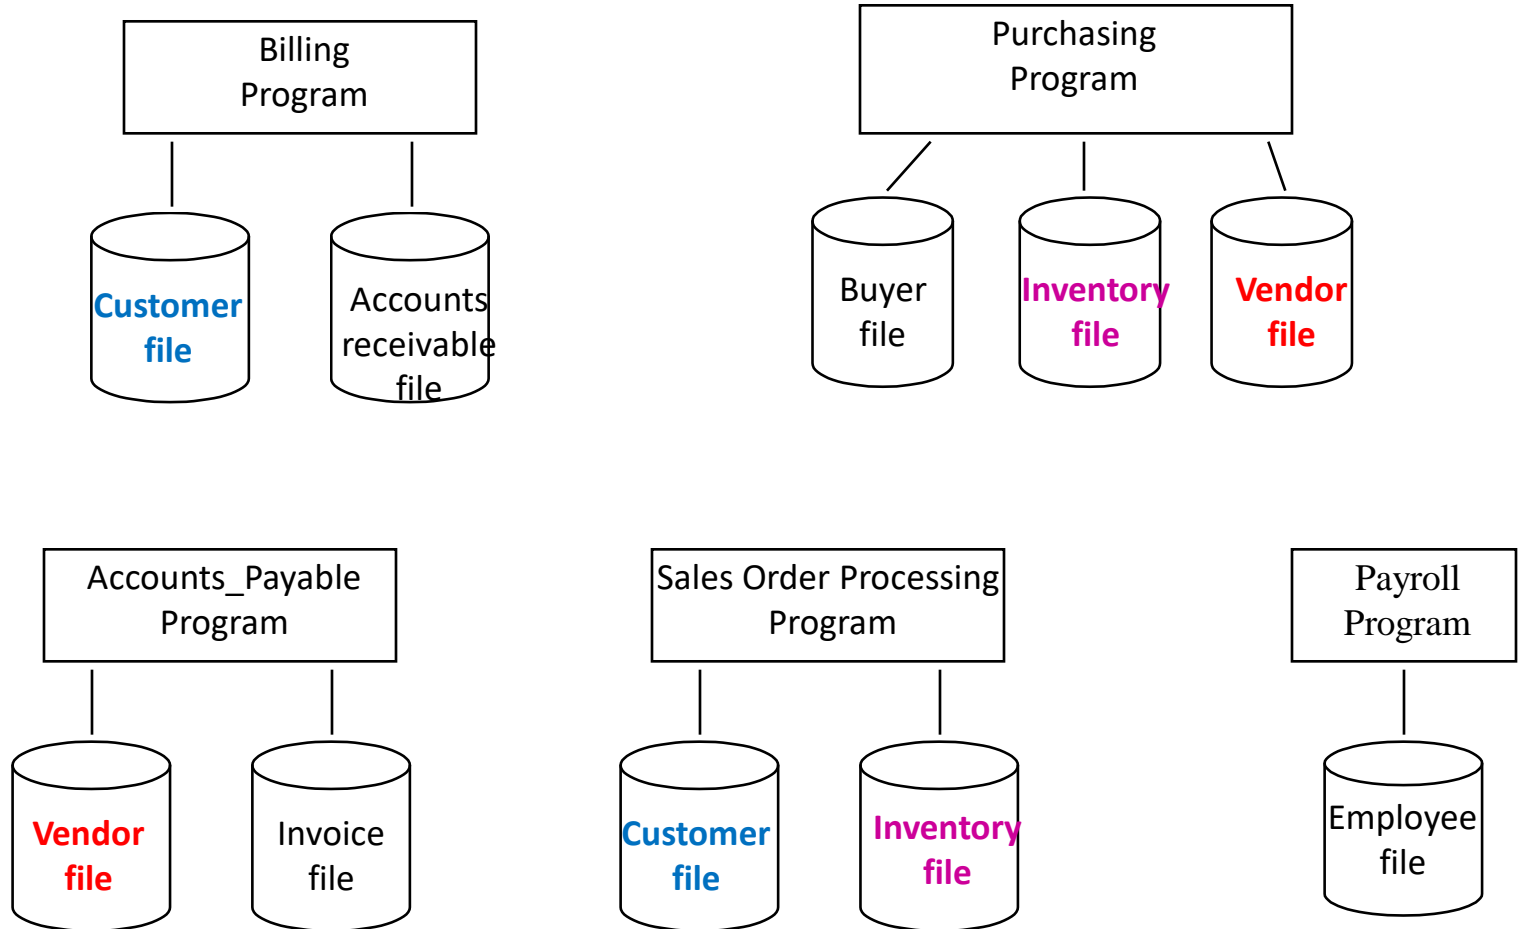 Billing
Program
Purchasing
Program
Customer
file
Accounts
receivable
file
Buyer
file
Inventory
file
Vendor
file
Accounts_Payable
Program
Sales Order Processing
Program
Payroll
Program
Vendor
file
Invoice
file
Customer
file
Inventory
file
Employee
file